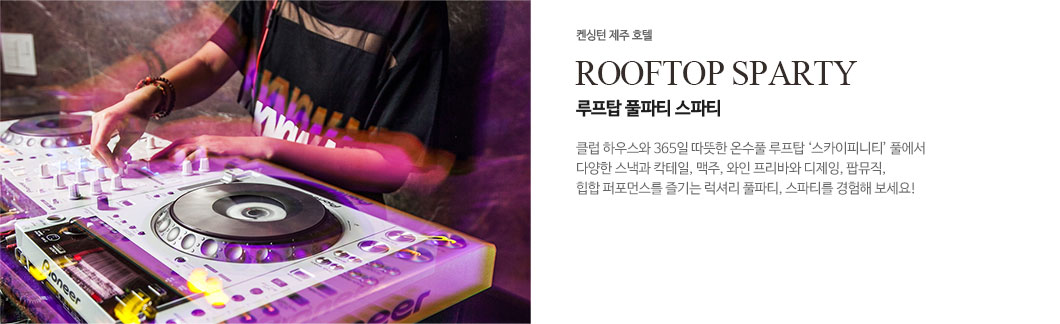 켄싱턴 제주 호텔
ROOFTOP SPARTY
루프탑 풀파티 스파티
클럽 하우스와 365일 따뜻한 온수풀 루프탑 ‘스카이피니티’ 풀에서
다양한 스낵과 칵테일, 맥주, 와인 프리바와 디제잉, 팝뮤직,
힙합 퍼포먼스를 즐기는 럭셔리 풀파티, 스파티를 경험해 보세요!
Pioneer